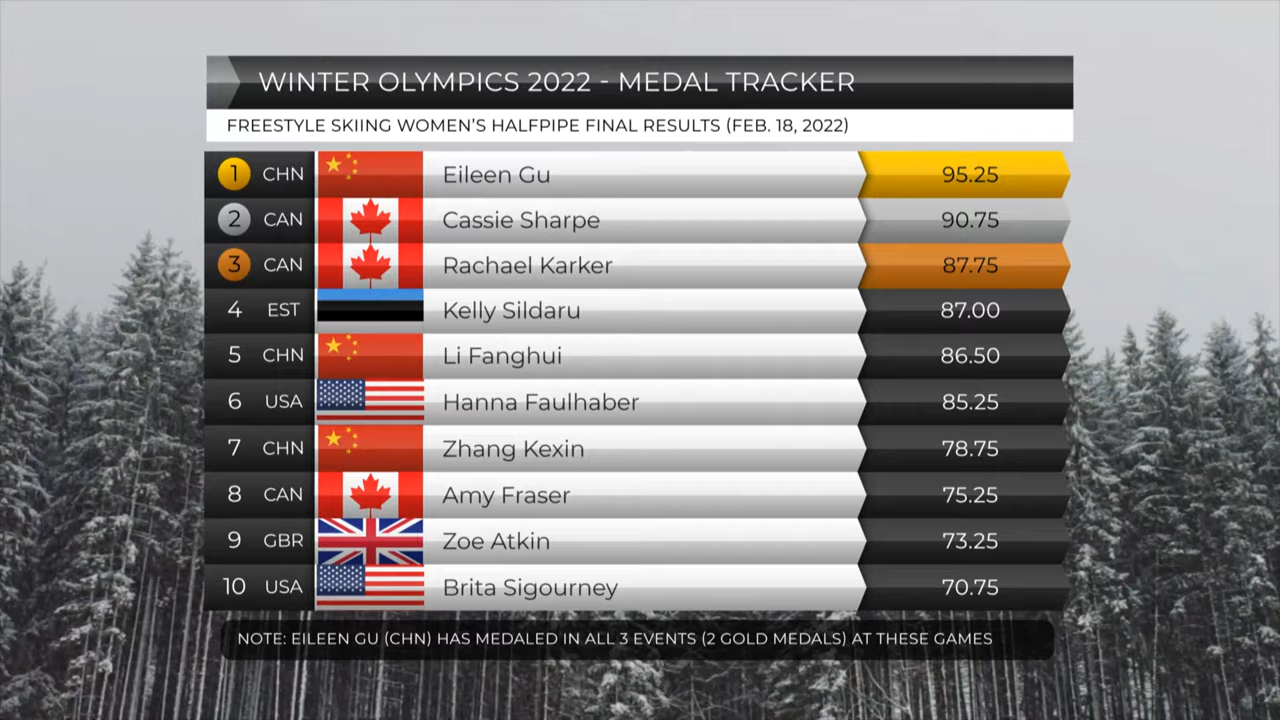 WINTER OLYMPICS 2022 - MEDAL TRACKER
FREESTYLE SKIING WOMEN'S HALFPIPE FINAL RESULTS (FEB. 18, 2022)
1 CHN Eileen Gu 95.25
2 CAN Cassie Sharpe 90.75
3 CAN Rachael Karker 87.75
4 EST Kelly Sildaru 87.00
5 CHN Li Fanghui 86.50
6 USA Hanna Faulhaber 85.25
7 CHN Zhang Kexin 78.75
8 CAN Amy Fraser 75.25
9 GBR Zoe Atkin 73.25
10 USA Brita Sigourney 70.75
NOTE: EILEEN GU (CHN) HAS MEDALED IN ALL 3 EVENTS (2 GOLD MEDALS) AT THESE GAMES